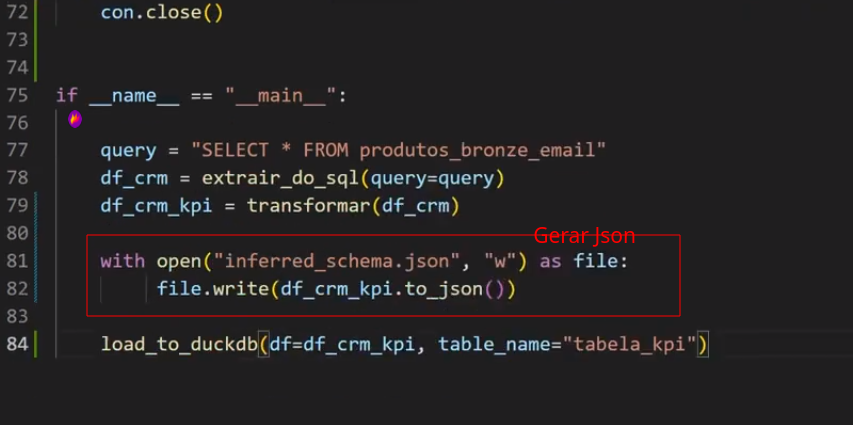 72 con.close()
73
74
75 if __name__ == "__main__":
76
77 query = "SELECT * FROM produtos_bronze_email"
78 df_crm = extrair_do_sql(query=query)
79 df_crm_kpi = transformar(df_crm)
80
Gerar Json
81 with open("inferred_schema.json", "w") as file:
82 file.write(df_crm_kpi.to_json())
83
84 load_to_duckdb(df=df_crm_kpi, table_name="tabela_kpi")